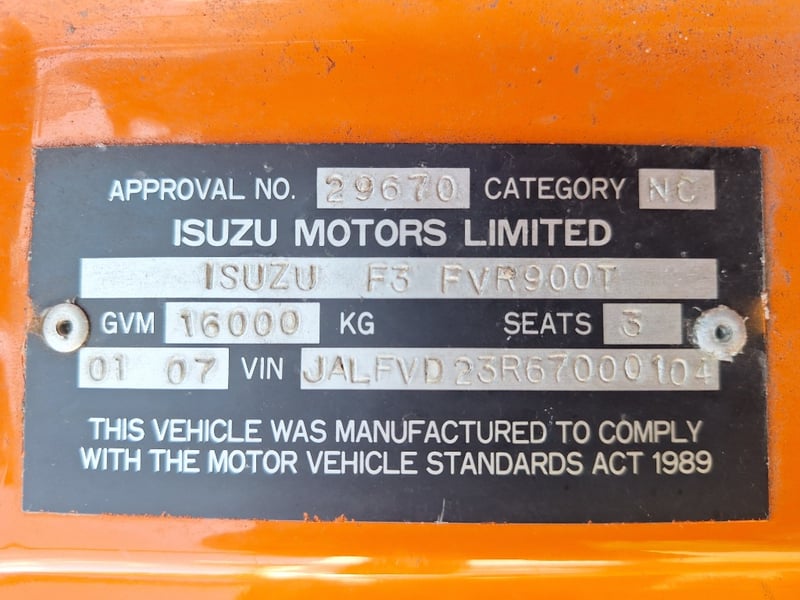 APPROVAL NO. 29670 CATEGORY NC
ISUZU MOTORS LIMITED
ISUZU F3 FVR900T
GVM 16000 KG SEATS 3
01 07 VIN JALFVD23R67000104
THIS VEHICLE WAS MANUFACTURED TO COMPLY
WITH THE MOTOR VEHICLE STANDARDS ACT 1989